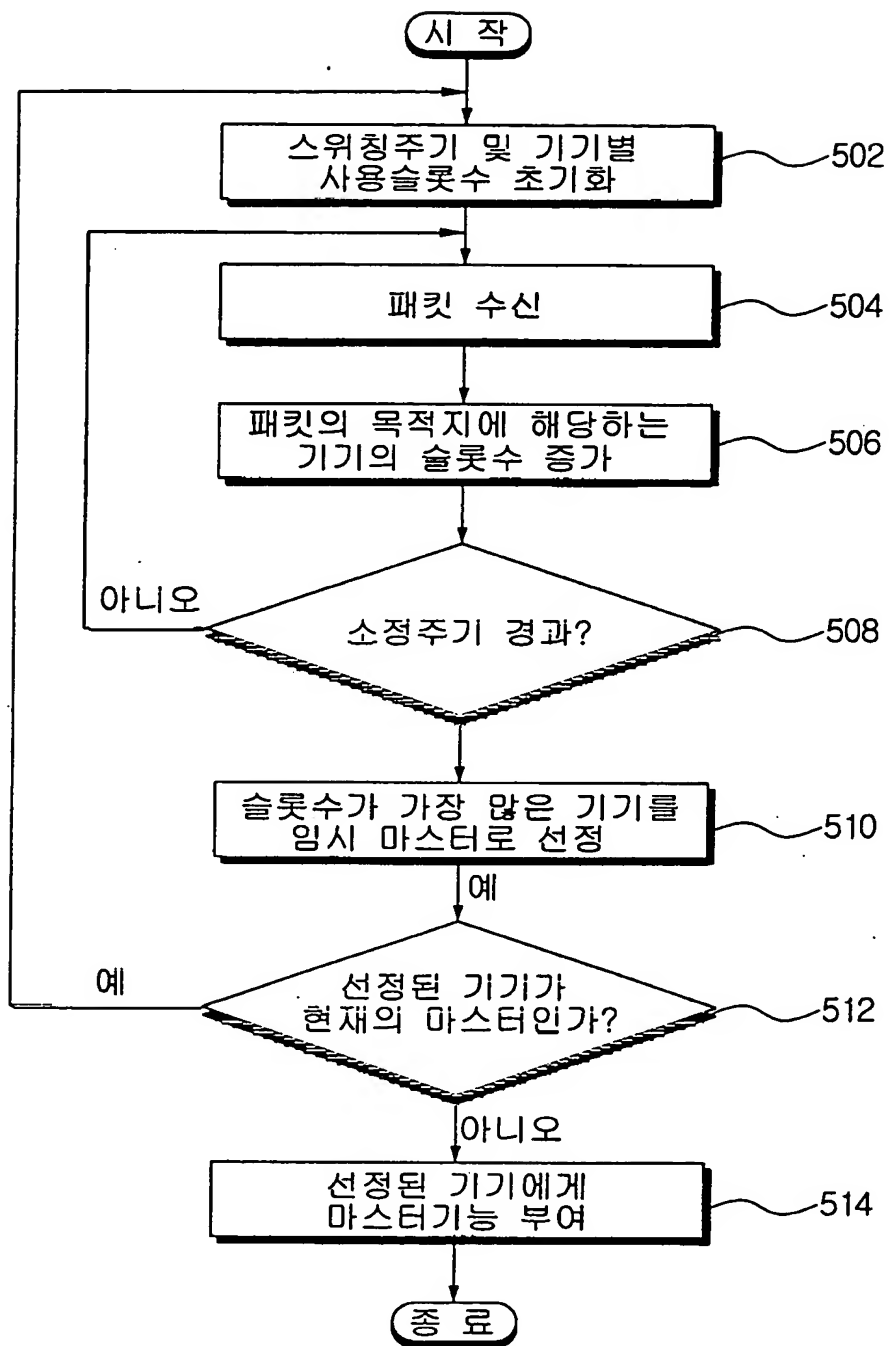 시 작
스위칭주기 및 기기별
사용슬롯수 초기화
502
패킷 수신
504
패킷의 목적지에 해당하는
기기의 슬롯수 증가
506
아니오
소정주기 경과?
508
슬롯수가 가장 많은 기기를
임시 마스터로 선정
510
예
예
선정된 기기가
현재의 마스터인가?
512
아니오
선정된 기기에게
마스터기능 부여
514
종 료